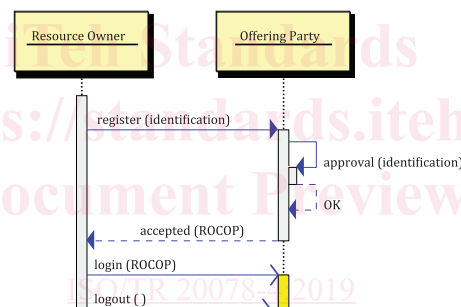 iTeh Standards
Resource Owner
Offering Party
s://standards.iteh
register (identification)
approval (identification)
ocument Preview
OK
accepted (ROCOP)
login (ROCOP)
ISO/TR 20078-4:2019
logout ( )